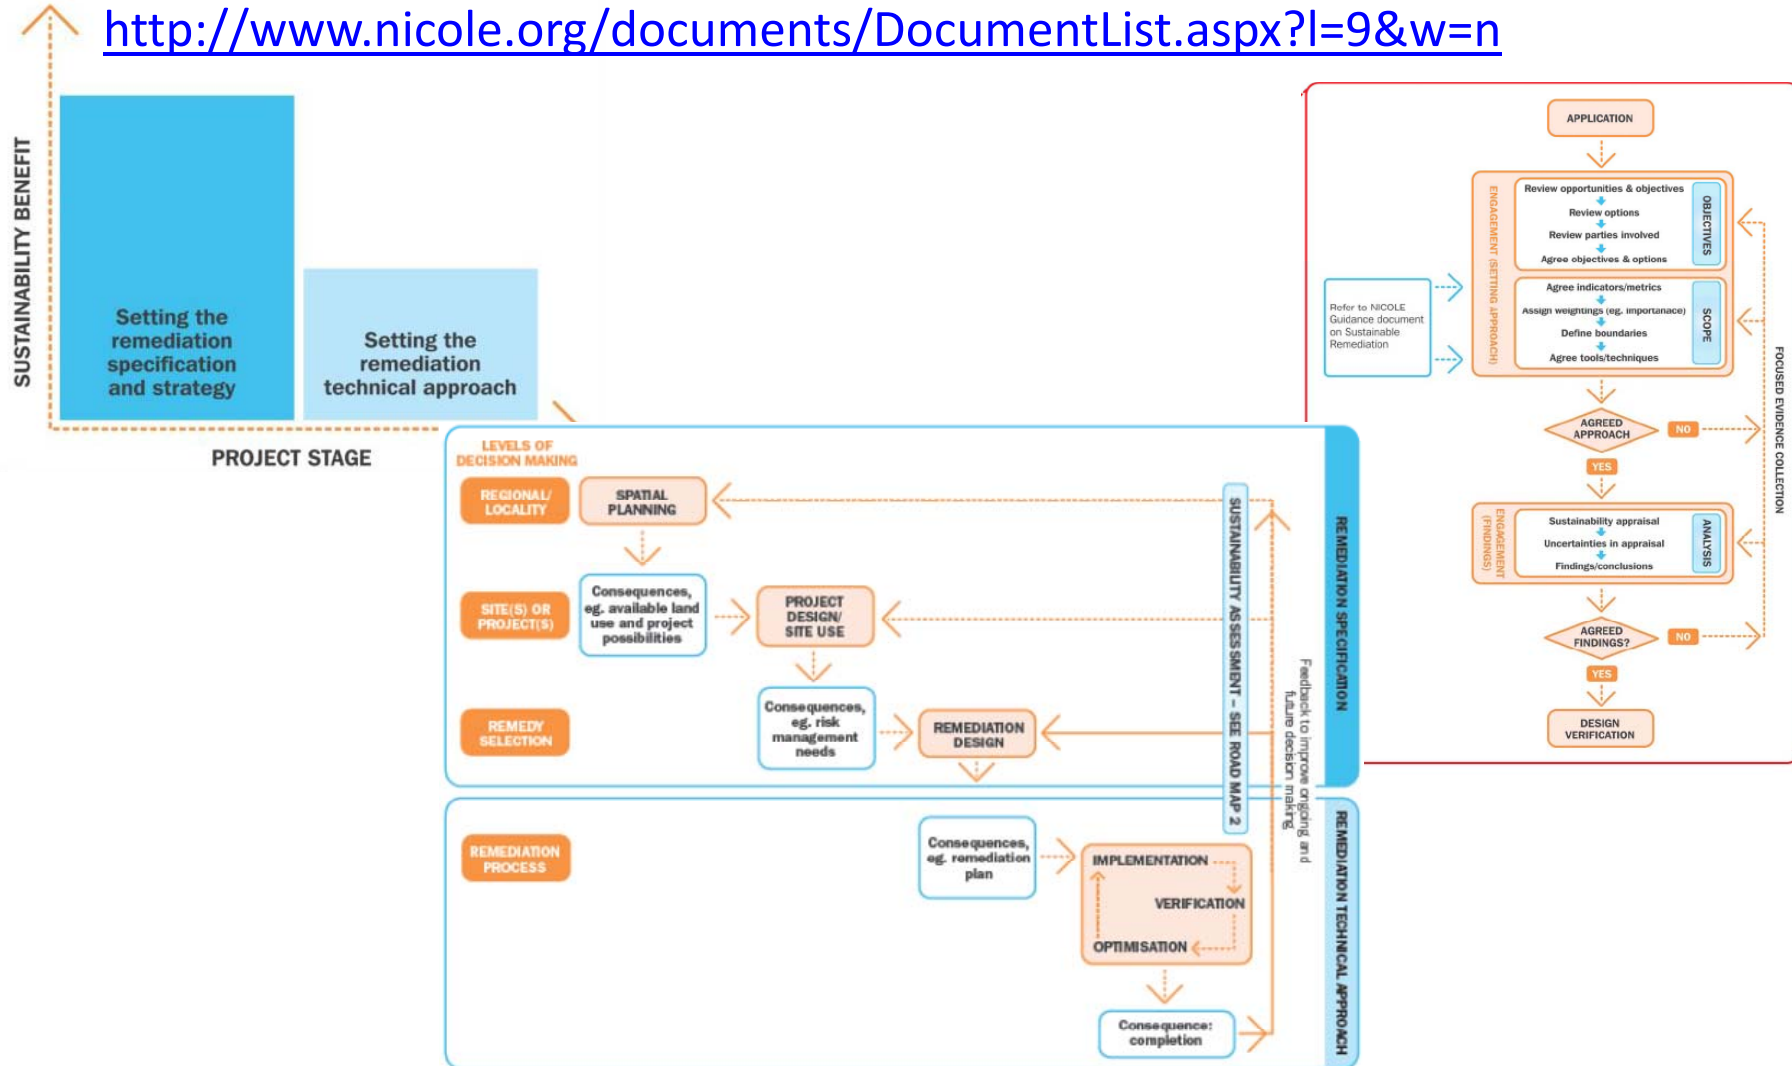 http://www.nicole.org/documents/DocumentList.aspx?l=9&w=n
SUSTAINABILITY BENEFIT
Setting the
remediation
specification
and strategy
Setting the
remediation
technical approach
PROJECT STAGE
LEVELS OF
DECISION MAKING
REGIONAL/
LOCALITY
SPATIAL
PLANNING
SITE(S) OR
PROJECT(S)
Consequences,
eg. available land
use and project
possibilities
PROJECT
DESIGN/
SITE USE
REMEDY
SELECTION
Consequences,
eg. risk
management
needs
REMEDIATION
DESIGN
SUSTAINABILITY ASSESSMENT – SEE ROAD MAP 2
Feedback to improve ongoing and
future decision making
REMEDIATION SPECIFICATION
REMEDIATION
PROCESS
Consequences,
eg. remediation
plan
IMPLEMENTATION
VERIFICATION
OPTIMISATION
Consequence:
completion
REMEDIATION TECHNICAL APPROACH
APPLICATION
ENGAGEMENT (SETTING APPROACH)
Review opportunities & objectives
Review options
Review parties involved
Agree objectives & options
OBJECTIVES
Refer to NICOLE
Guidance document
on Sustainable
Remediation
Agree indicators/metrics
Assign weightings (eg. importanace)
Define boundaries
Agree tools/techniques
SCOPE
AGREED
APPROACH
NO
YES
FOCUSED EVIDENCE COLLECTION
ENGAGEMENT
(FINDINGS)
Sustainability appraisal
Uncertainties in appraisal
Findings/conclusions
ANALYSIS
AGREED
FINDINGS?
NO
YES
DESIGN
VERIFICATION